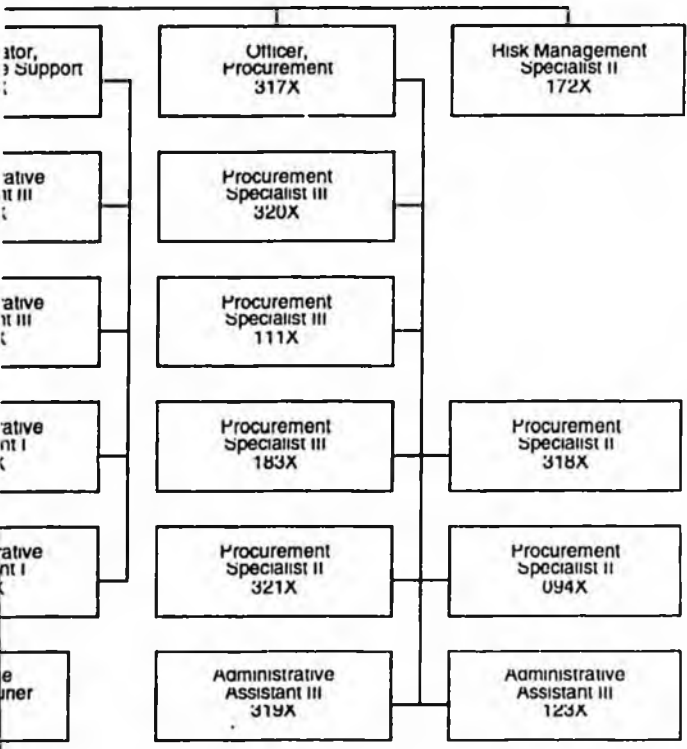 Support
Officer,
Procurement
317X
Risk Management
Specialist II
172X
Procurement
Specialist III
320X
Procurement
Specialist III
111X
Procurement
Specialist III
183X
Procurement
Specialist II
318X
Procurement
Specialist II
321X
Procurement
Specialist II
094X
Administrative
Assistant III
319X
Administrative
Assistant III
123X